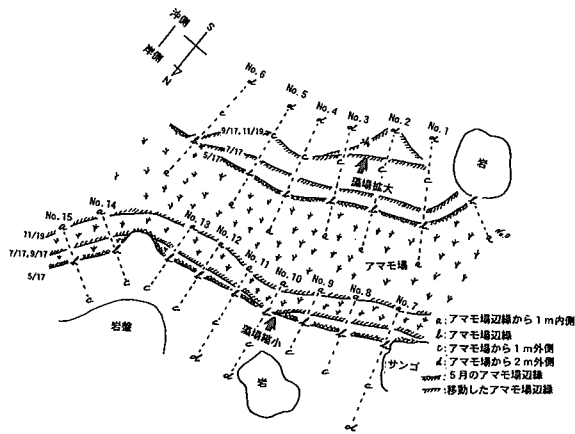 沖側
岸側
S
N
No.6
No.5
No.4
No.3
No.2
No.1
No.0
9/17, 11/19
7/17
5/17
藻場拡大
岩
アマモ場
No.15
No.14
No.13
No.12
No.11
No.10
No.9
No.8
No.7
11/19
7/17, 9/17
5/17
藻場縮小
岩盤
岩
サンゴ
a:アマモ場辺縁から1m内側
b:アマモ場辺縁
c:アマモ場から1m外側
d:アマモ場から2m外側
:5月のアマモ場辺縁
:移動したアマモ場辺縁